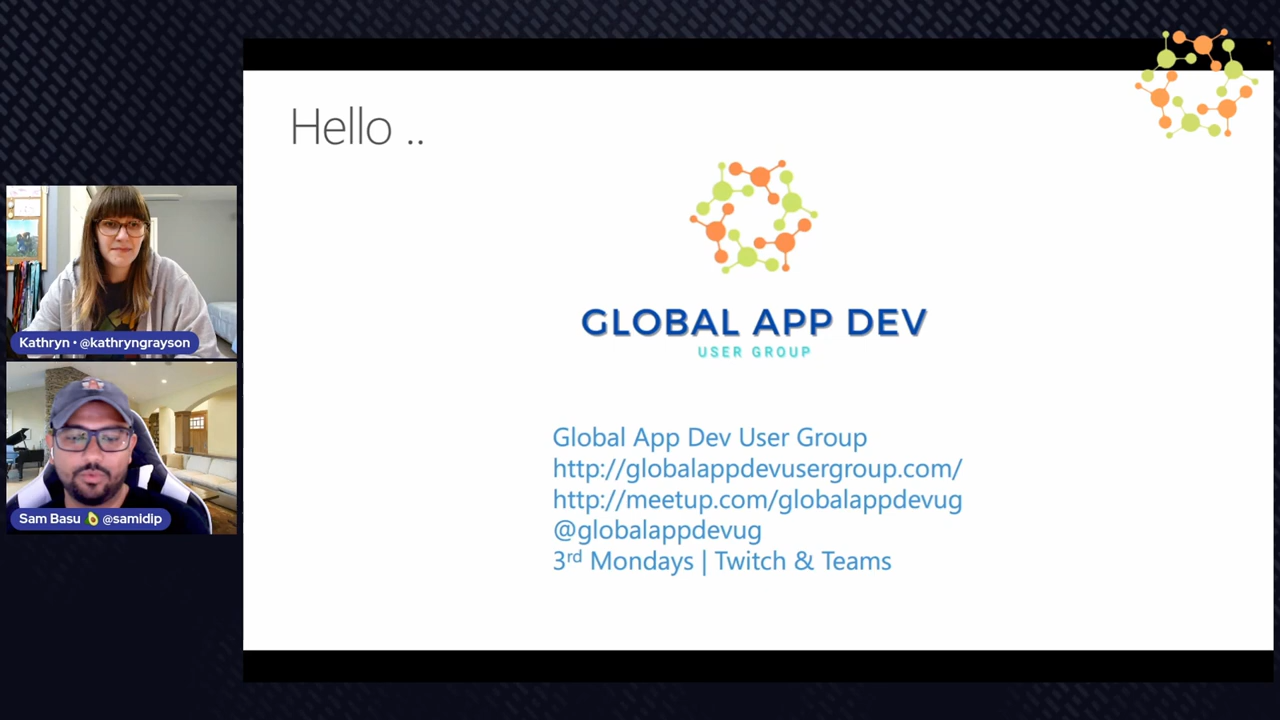 Hello ..
GLOBAL APP DEV
USER GROUP
Global App Dev User Group
http://globalappdevusergroup.com/
http://meetup.com/globalappdevug
@globalappdevug
3rd Mondays | Twitch & Teams
Kathryn • @kathryngrayson
Sam Basu 🥑 @samidip